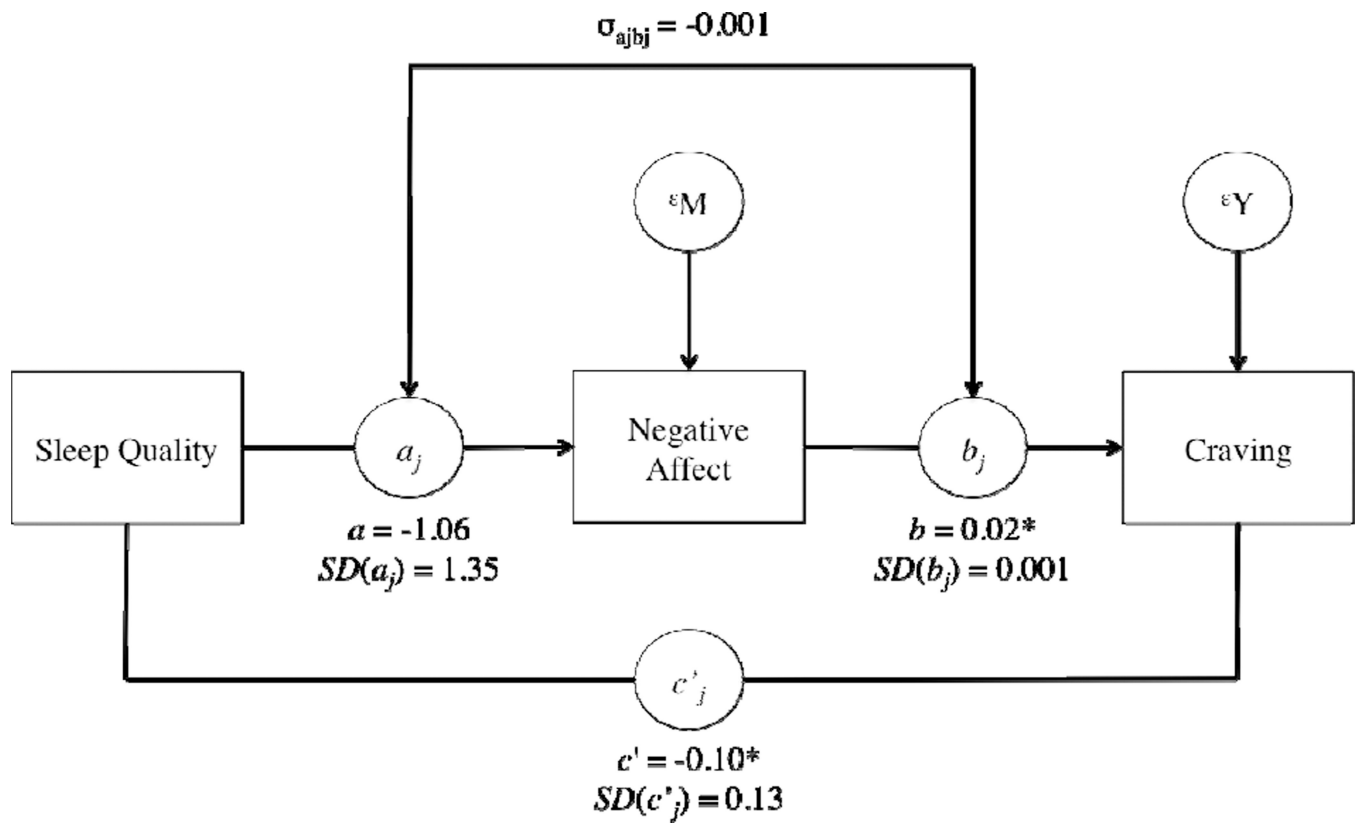 σajbj = -0.001
εM
εY
Sleep Quality
aj
Negative
Affect
bj
Craving
a = -1.06
SD(aj) = 1.35
b = 0.02*
SD(bj) = 0.001
c’j
c' = -0.10*
SD(c’j) = 0.13